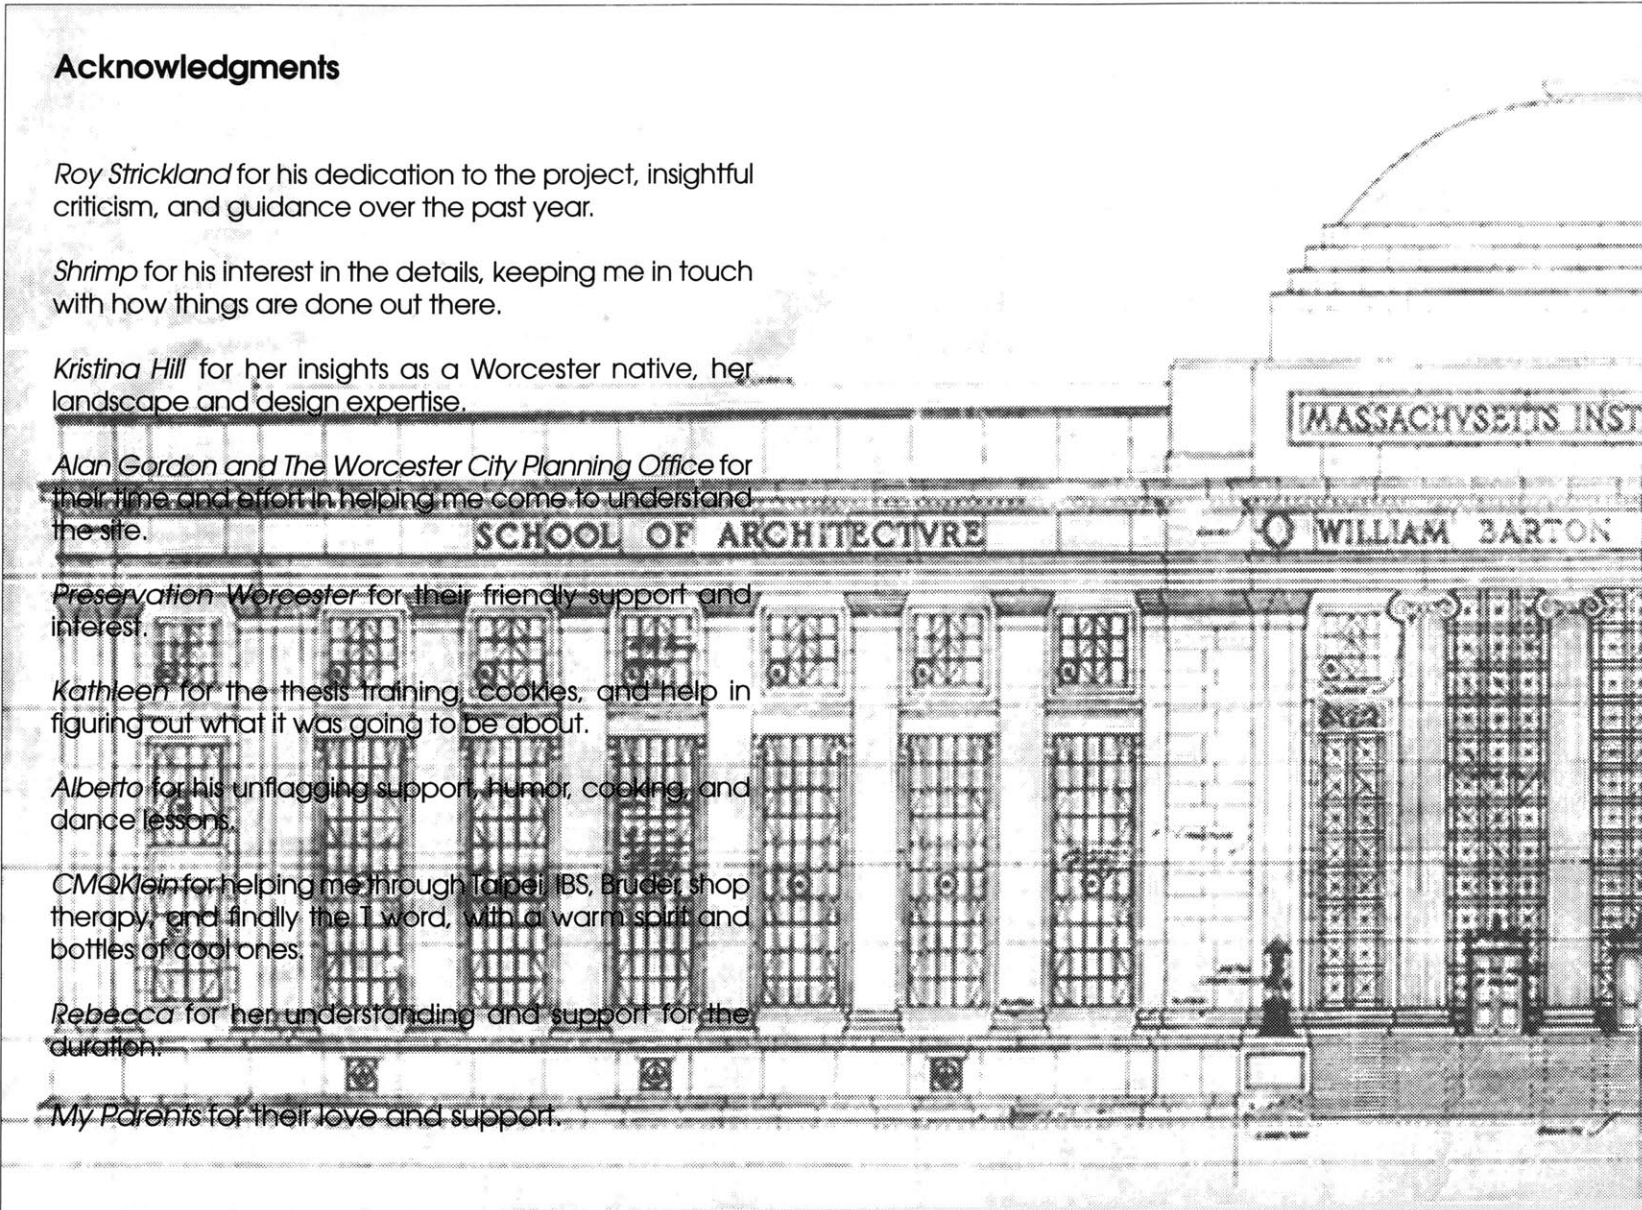 Acknowledgments
Roy Strickland for his dedication to the project, insightful
criticism, and guidance over the past year.
Shrimp for his interest in the details, keeping me in touch
with how things are done out there.
Kristina Hill for her insights as a Worcester native, her
landscape and design expertise.
Alan Gordon and The Worcester City Planning Office for
their time and effort in helping me come to understand
the site.
Preservation Worcester for their friendly support and
interest.
Kathleen for the thesis training, cookies, and help in
figuring out what it was going to be about.
Alberto for his unflagging support, humor, cooking, and
dance lessons.
CMQKlein for helping me through Taipei, IBS, Bruder, shop
therapy, and finally the T word, with a warm spirit and
bottles of cool ones.
Rebecca for her understanding and support for the
duration.
My Parents for their love and support.
MASSACHVSETTS INST
SCHOOL OF ARCHITECTVRE
WILLIAM BARTON